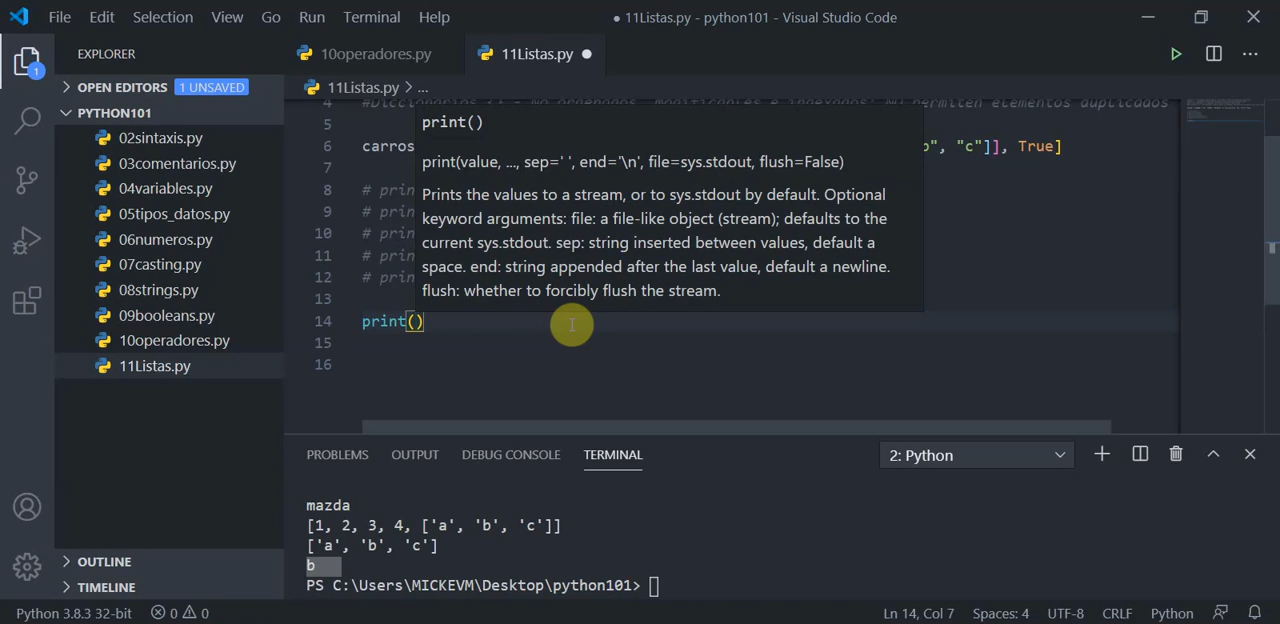 File Edit Selection View Go Run Terminal Help ● 11Listas.py - python101 - Visual Studio Code
EXPLORER
10operadores.py
11Listas.py
OPEN EDITORS 1 UNSAVED
11Listas.py > ...
PYTHON101
02sintaxis.py
03comentarios.py
04variables.py
05tipos_datos.py
06numeros.py
07casting.py
08strings.py
09booleans.py
10operadores.py
11Listas.py
OUTLINE
TIMELINE
4
5
6 carros b", "c"]], True]
7
8 # prin
9 # prin
10 # prin
11 # prin
12 # prin
13
14 print()
15
16
print()
print(value, ..., sep=' ', end='\n', file=sys.stdout, flush=False)
Prints the values to a stream, or to sys.stdout by default. Optional
keyword arguments: file: a file-like object (stream); defaults to the
current sys.stdout. sep: string inserted between values, default a
space. end: string appended after the last value, default a newline.
flush: whether to forcibly flush the stream.
PROBLEMS OUTPUT DEBUG CONSOLE TERMINAL 2: Python
mazda
[1, 2, 3, 4, ['a', 'b', 'c']]
['a', 'b', 'c']
b
PS C:\Users\MICKEVM\Desktop\python101>
Python 3.8.3 32-bit 0 0 Ln 14, Col 7 Spaces: 4 UTF-8 CRLF Python